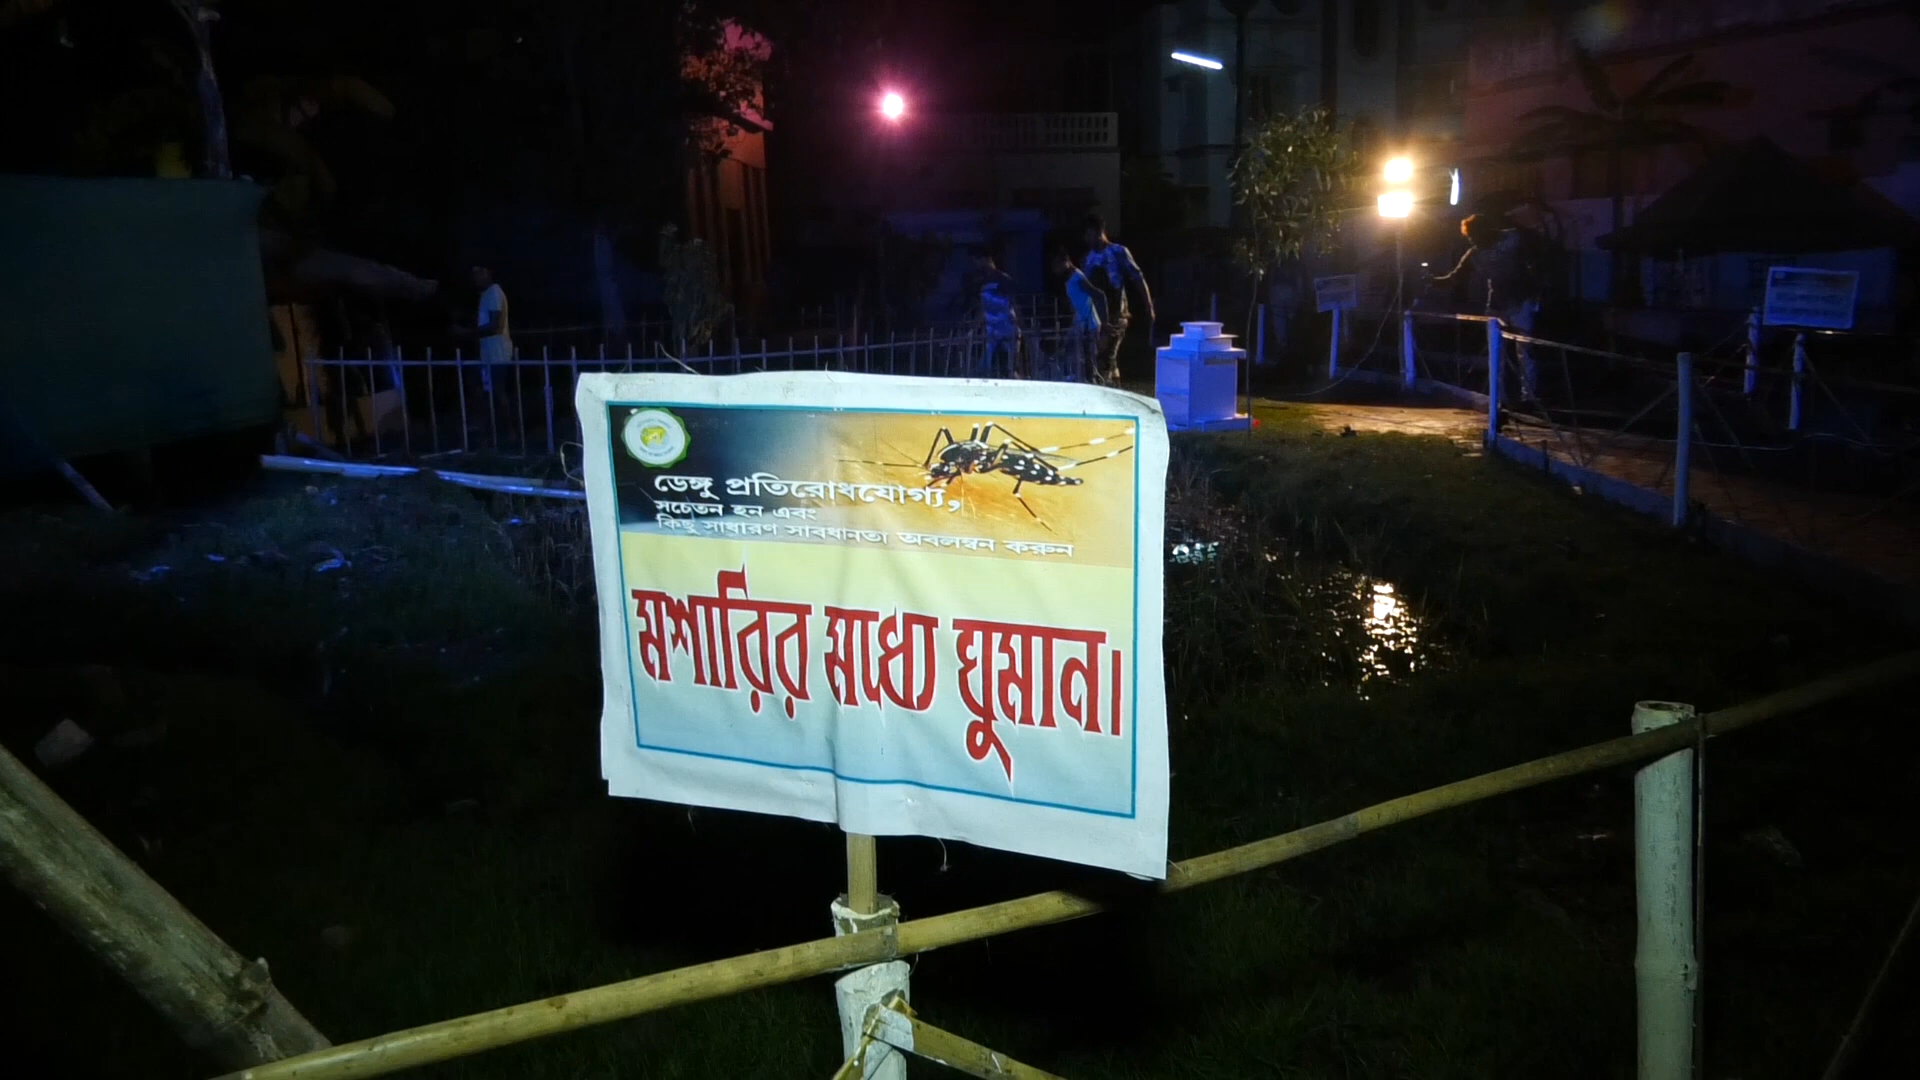 ডেঙ্গু প্রতিরোধযোগ্য,
সচেতন হন এবং
কিছু সাধারণ সাবধানতা অবলম্বন করুন
মশারির মধ্যে ঘুমান।